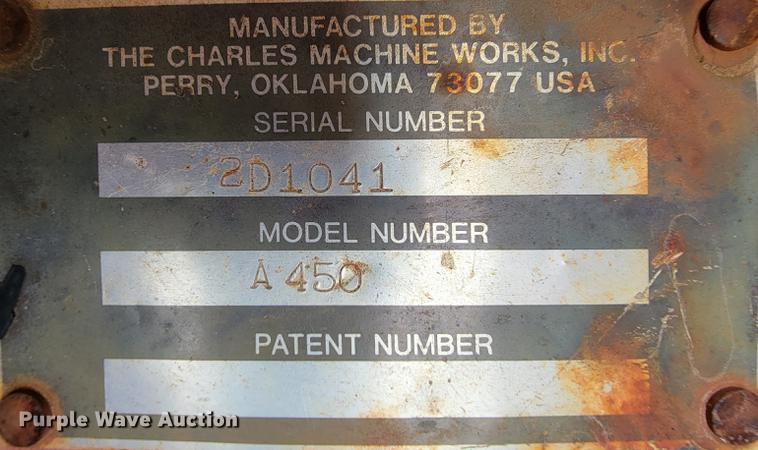 MANUFACTURED BY
THE CHARLES MACHINE WORKS, INC.
PERRY, OKLAHOMA 73077 USA
SERIAL NUMBER
2D1041
MODEL NUMBER
A 450
PATENT NUMBER
Purple Wave Auction